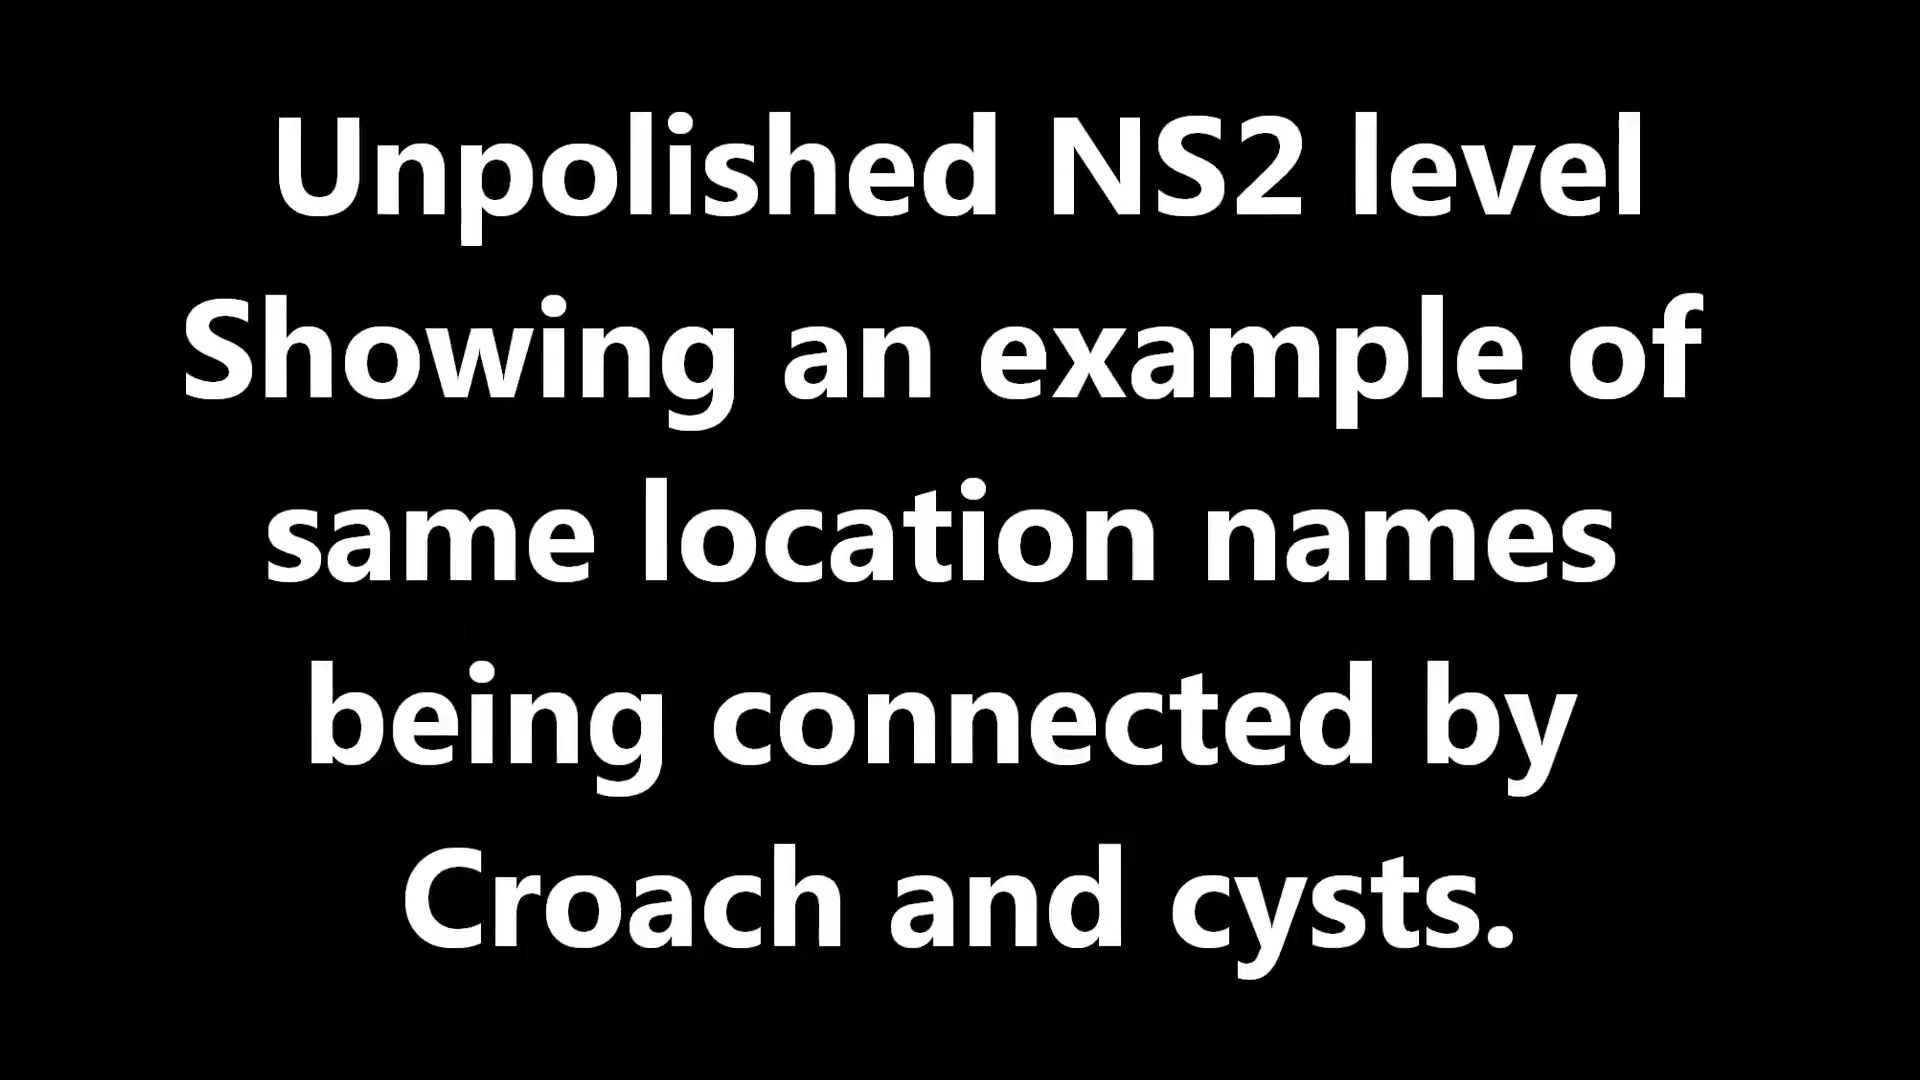 Unpolished NS2 level
Showing an example of
same location names
being connected by
Croach and cysts.